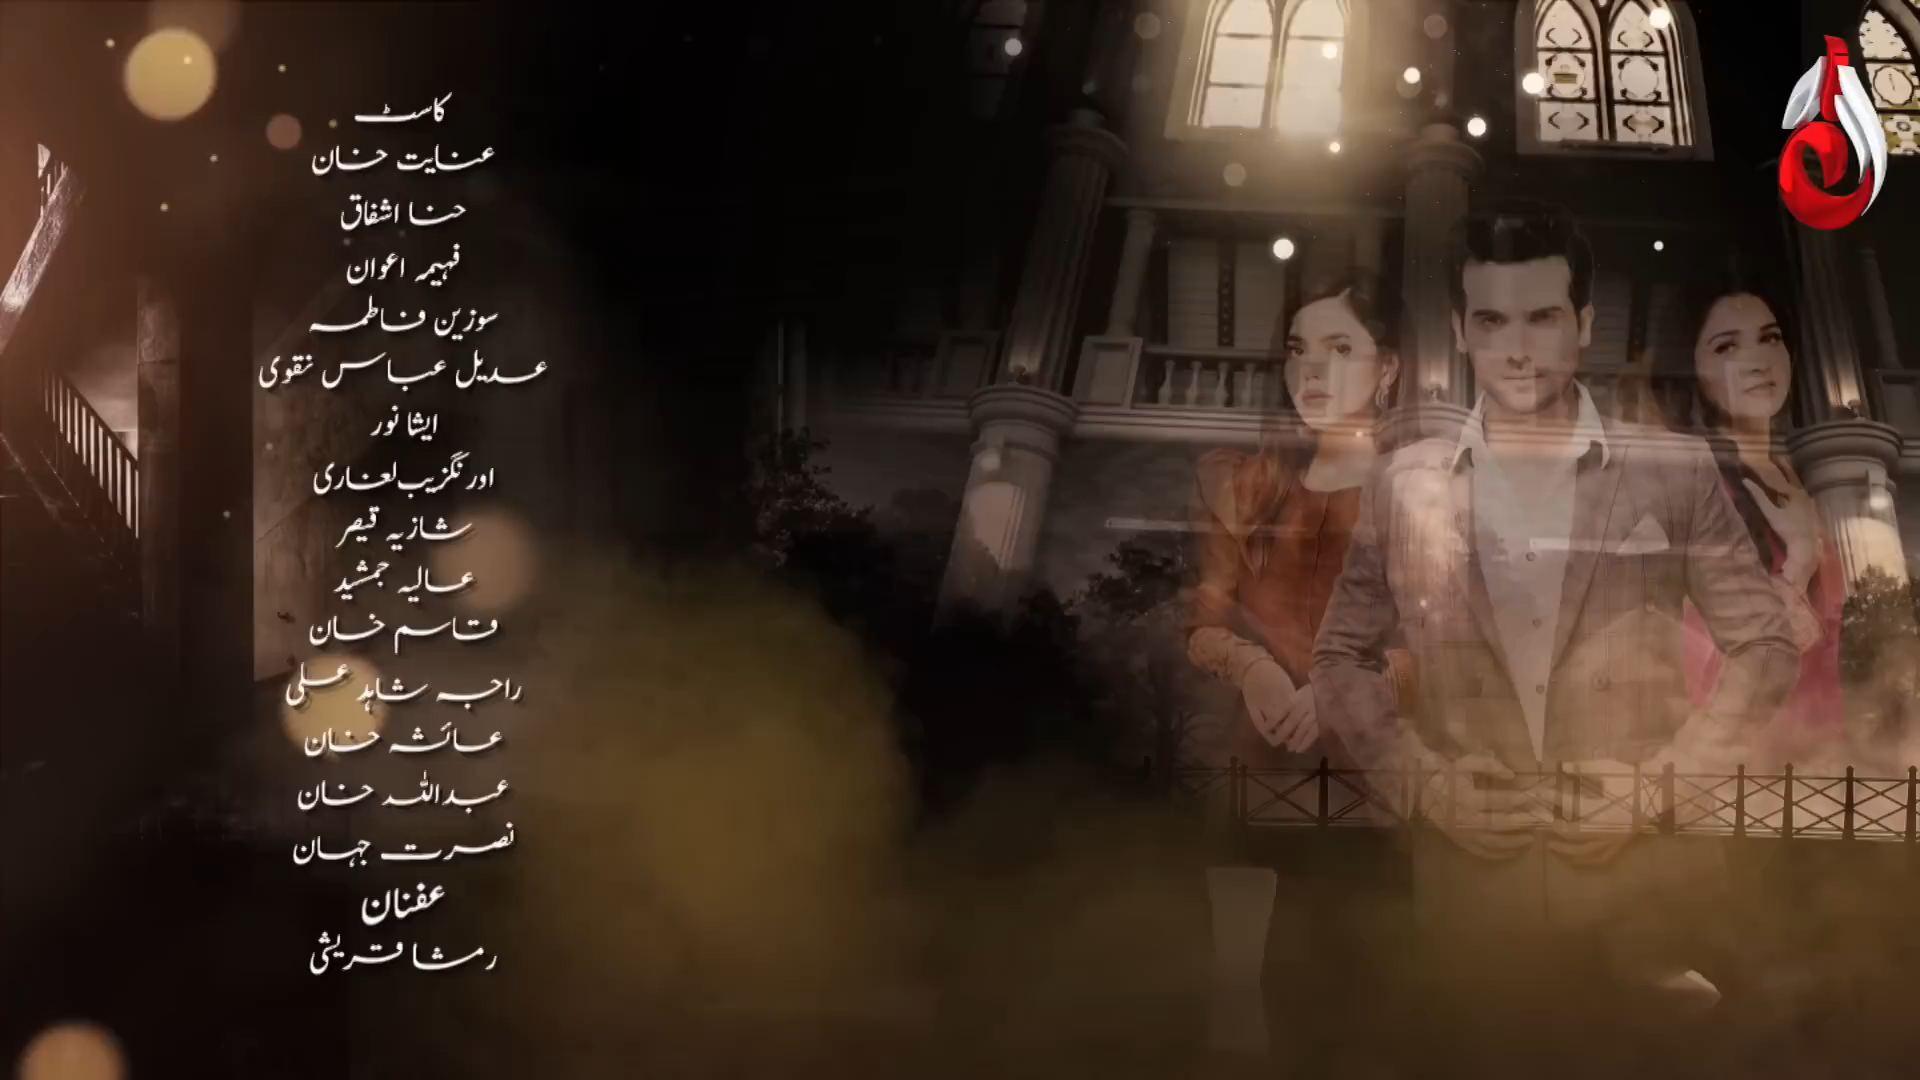 کاسٹ
عنایت خان
حنا اشفاق
فہیمہ اعوان
سوزین فاطمہ
عدیل عباس نقوی
ایشا نور
اورنگزیب لغاری
شازیہ قیصر
عالیہ جمشید
قاسم خان
راجہ شاہد علی
عائشہ خان
عبداللہ خان
نصرت جہان
عفنان
رمشا قریشی